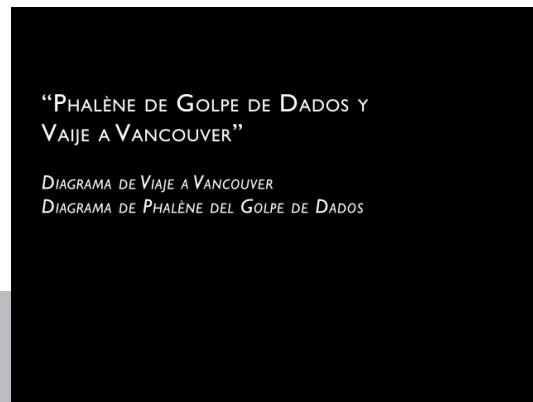 “Phalène de Golpe de Dados y
Vaije a Vancouver”
Diagrama de Viaje a Vancouver
Diagrama de Phalène del Golpe de Dados